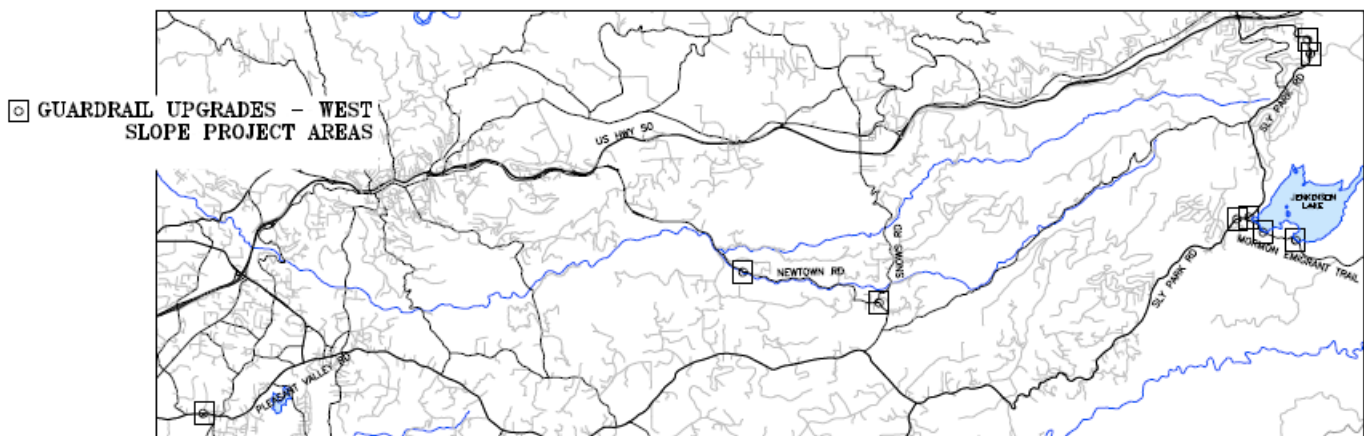 GUARDRAIL UPGRADES - WEST
SLOPE PROJECT AREAS
US HWY 50
SLY PARK RD
JENKINSON
LAKE
SNOWS RD
NEWTOWN RD
MORMON EMIGRANT TRAIL
SLY PARK RD
PLEASANT VALLEY RD